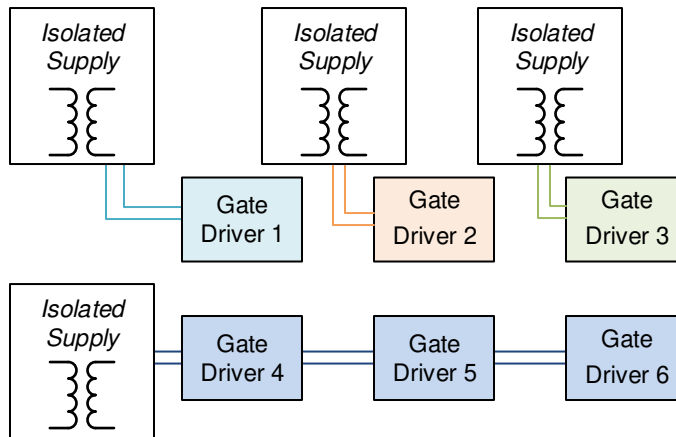 Isolated
Supply
Isolated
Supply
Isolated
Supply
Gate
Driver 1
Gate
Driver 2
Gate
Driver 3
Isolated
Supply
Gate
Driver 4
Gate
Driver 5
Gate
Driver 6